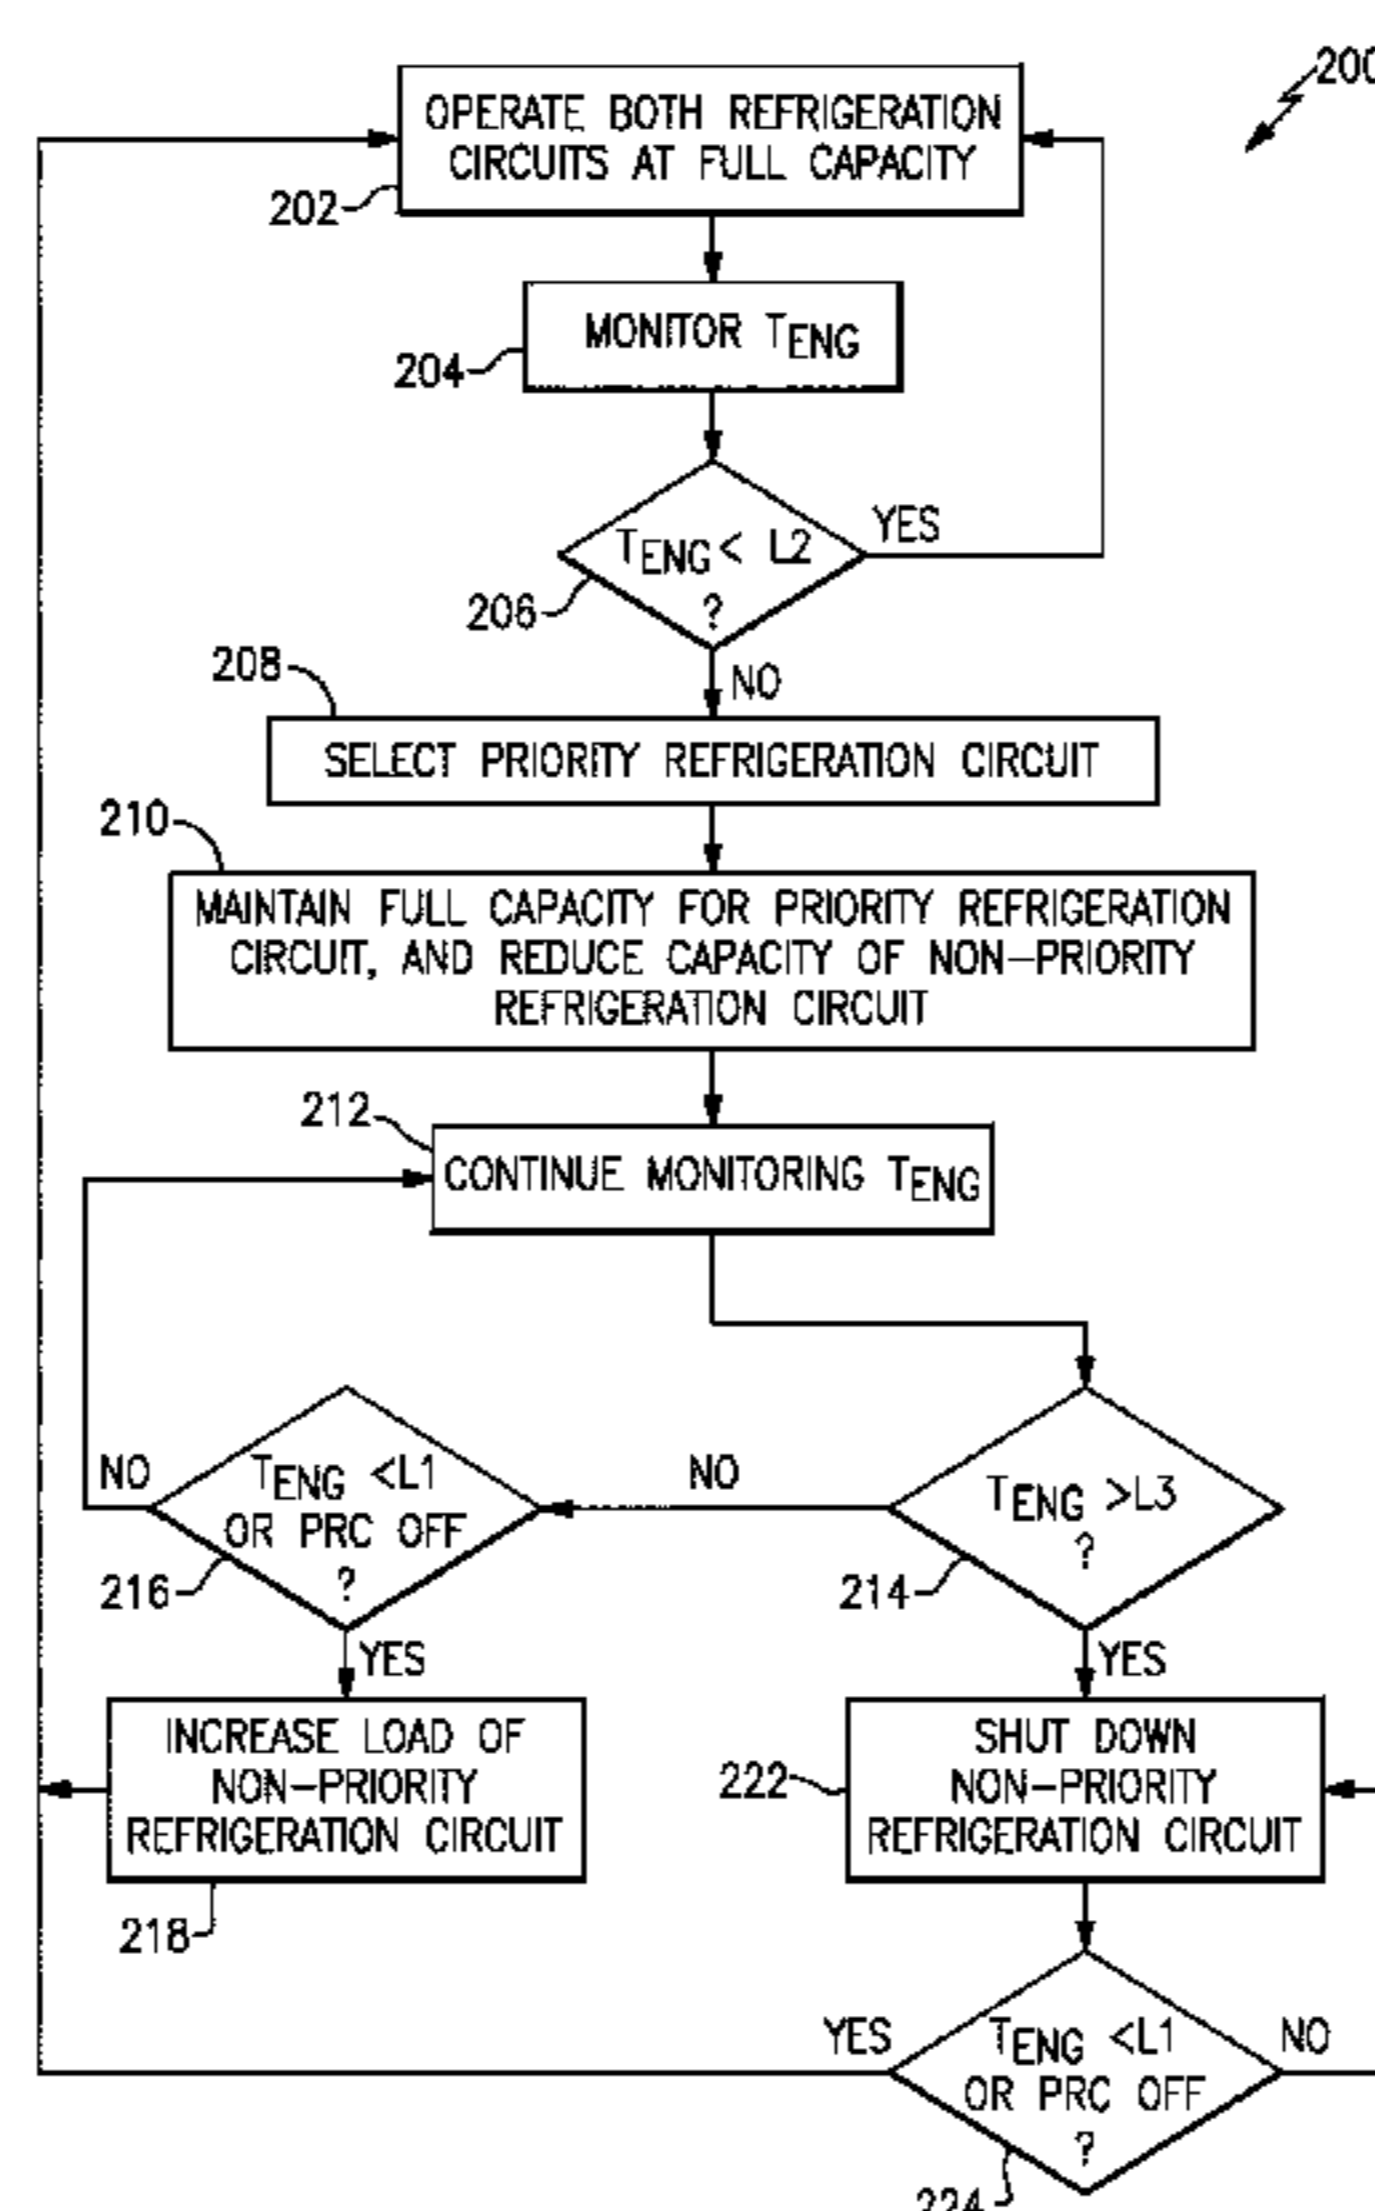 200
OPERATE BOTH REFRIGERATION
CIRCUITS AT FULL CAPACITY
202
MONITOR TENG
204
TENG < L2
?
YES
206
NO
208
SELECT PRIORITY REFRIGERATION CIRCUIT
210
MAINTAIN FULL CAPACITY FOR PRIORITY REFRIGERATION
CIRCUIT, AND REDUCE CAPACITY OF NON-PRIORITY
REFRIGERATION CIRCUIT
212
CONTINUE MONITORING TENG
TENG >L3
?
214
NO
TENG <L1
OR PRC OFF
?
NO
216
YES
INCREASE LOAD OF
NON-PRIORITY
REFRIGERATION CIRCUIT
218
YES
SHUT DOWN
NON-PRIORITY
REFRIGERATION CIRCUIT
222
YES
TENG <L1
OR PRC OFF
?
NO
224